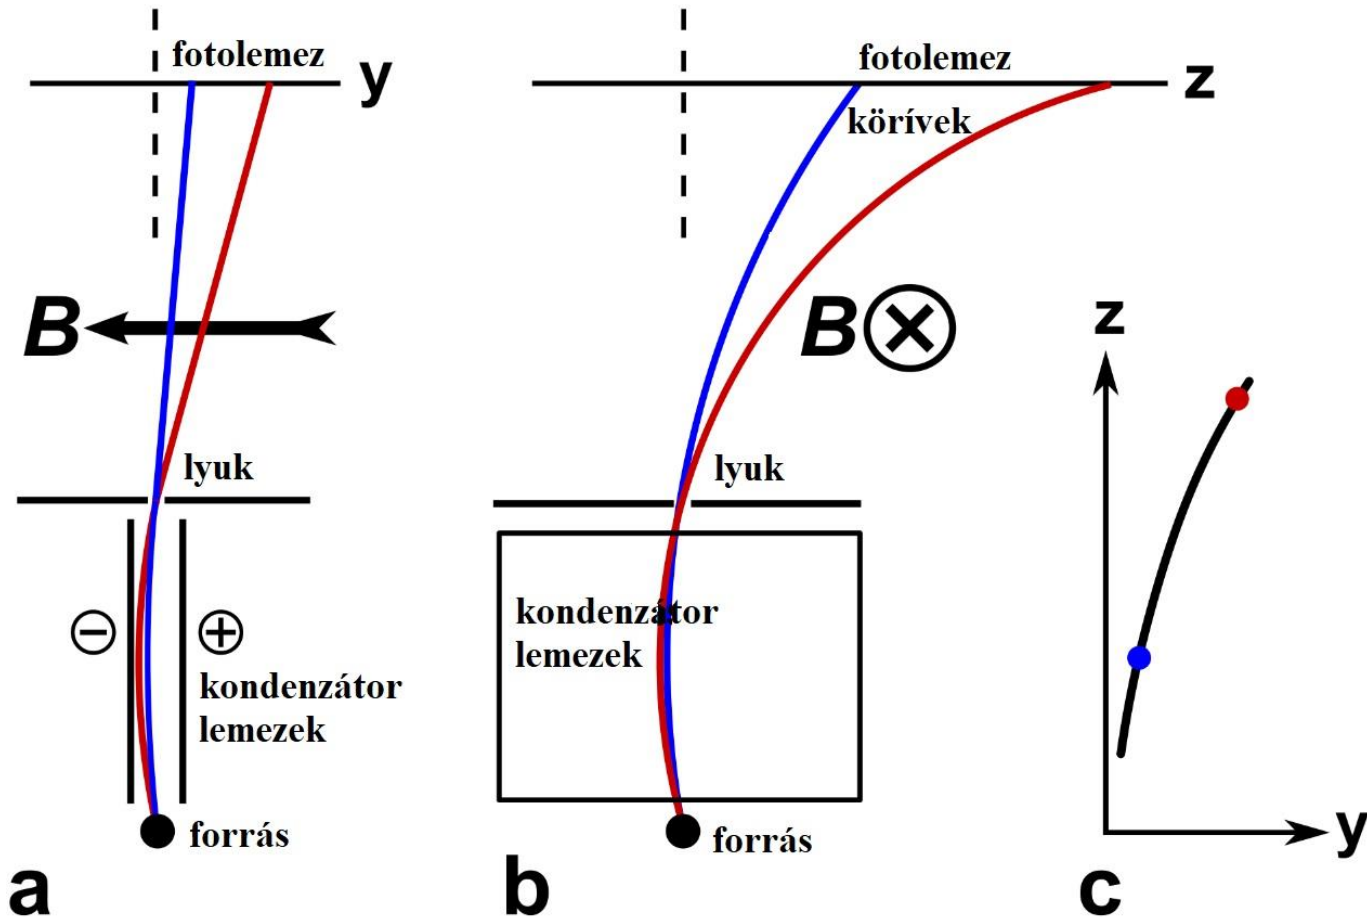 fotolemez
y
B
lyuk
−
+
kondenzátor
lemezek
forrás
a
fotolemez
z
körívek
B
lyuk
kondenzátor
lemezek
forrás
b
z
y
c